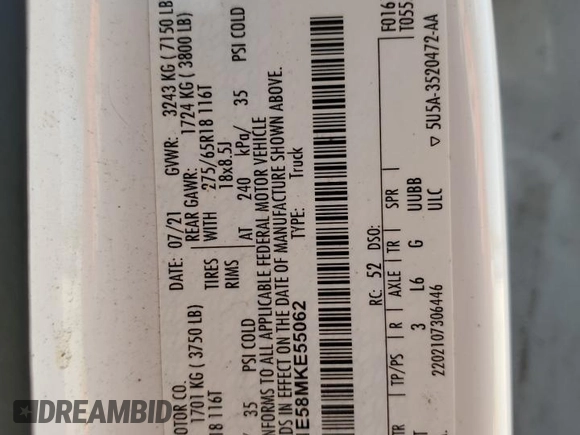 OTOR CO.
DATE: 07/21 GVWR: 3243 KG ( 7150 LB
1701 KG ( 3750 LB) REAR GAWR: 1724 KG ( 3800 LB)
18 116T TIRES WITH 275/65R18 116T
RIMS 18x8.5J
35 PSI COLD AT 240 kPa/ 35 PSI COLD
NFORMS TO ALL APPLICABLE FEDERAL MOTOR VEHICLE
DS IN EFFECT ON THE DATE OF MANUFACTURE SHOWN ABOVE.
E58MKE55062 TYPE: Truck
F016
T055
RC: 52 DSO:
TR TP/PS R AXLE TR SPR
3 L6 G UUBB
2202107306446 ULC ▽ 5U5A-3520472-AA
DREAMBID